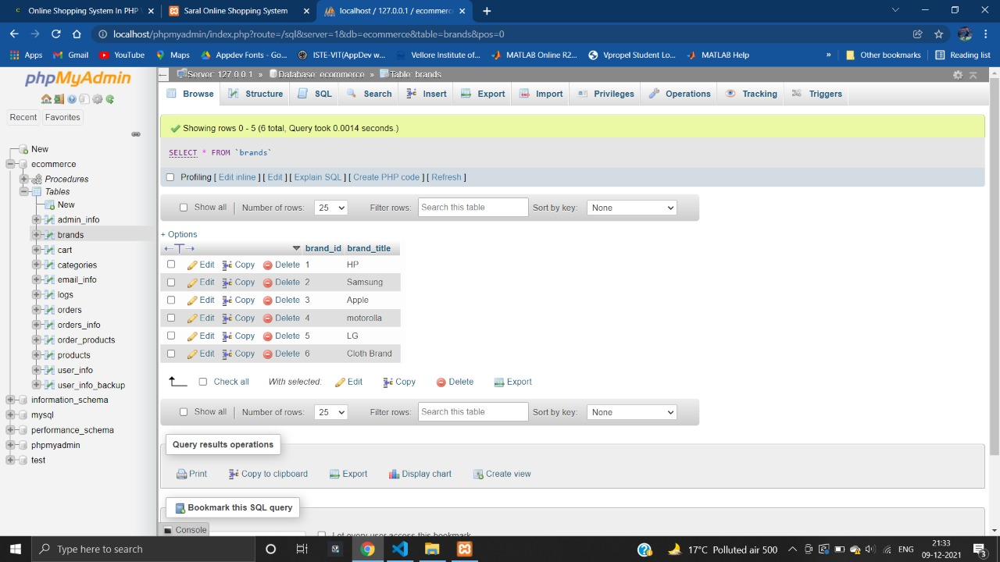 Online Shopping System In PHP
Saral Online Shopping System
localhost / 127.0.0.1 / ecommerc
localhost/phpmyadmin/index.php?route=/sql&server=1&db=ecommerce&table=brands&pos=0
Apps Gmail YouTube Maps Appdev Fonts - Go... ISTE-VIT(AppDev w... Vellore Institute of... MATLAB Online R2... Vpropel Student Lo... MATLAB Help » Other bookmarks Reading list
phpMyAdmin
Recent Favorites
New
ecommerce
Procedures
Tables
New
admin_info
brands
cart
categories
email_info
logs
orders
orders_info
order_products
products
user_info
user_info_backup
information_schema
mysql
performance_schema
phpmyadmin
test
Server: 127.0.0.1 » Database: ecommerce » Table: brands
Browse Structure SQL Search Insert Export Import Privileges Operations Tracking Triggers
Showing rows 0 - 5 (6 total, Query took 0.0014 seconds.)
SELECT * FROM `brands`
Profiling [ Edit inline ] [ Edit ] [ Explain SQL ] [ Create PHP code ] [ Refresh ]
Show all Number of rows: 25 Filter rows: Search this table Sort by key: None
+ Options
brand_id brand_title
Edit Copy Delete 1 HP
Edit Copy Delete 2 Samsung
Edit Copy Delete 3 Apple
Edit Copy Delete 4 motorolla
Edit Copy Delete 5 LG
Edit Copy Delete 6 Cloth Brand
Check all With selected: Edit Copy Delete Export
Show all Number of rows: 25 Filter rows: Search this table Sort by key: None
Query results operations
Print Copy to clipboard Export Display chart Create view
Bookmark this SQL query
Console
Let every user access this bookmark
Type here to search
17°C Polluted air 500
ENG
21:33
09-12-2021
3